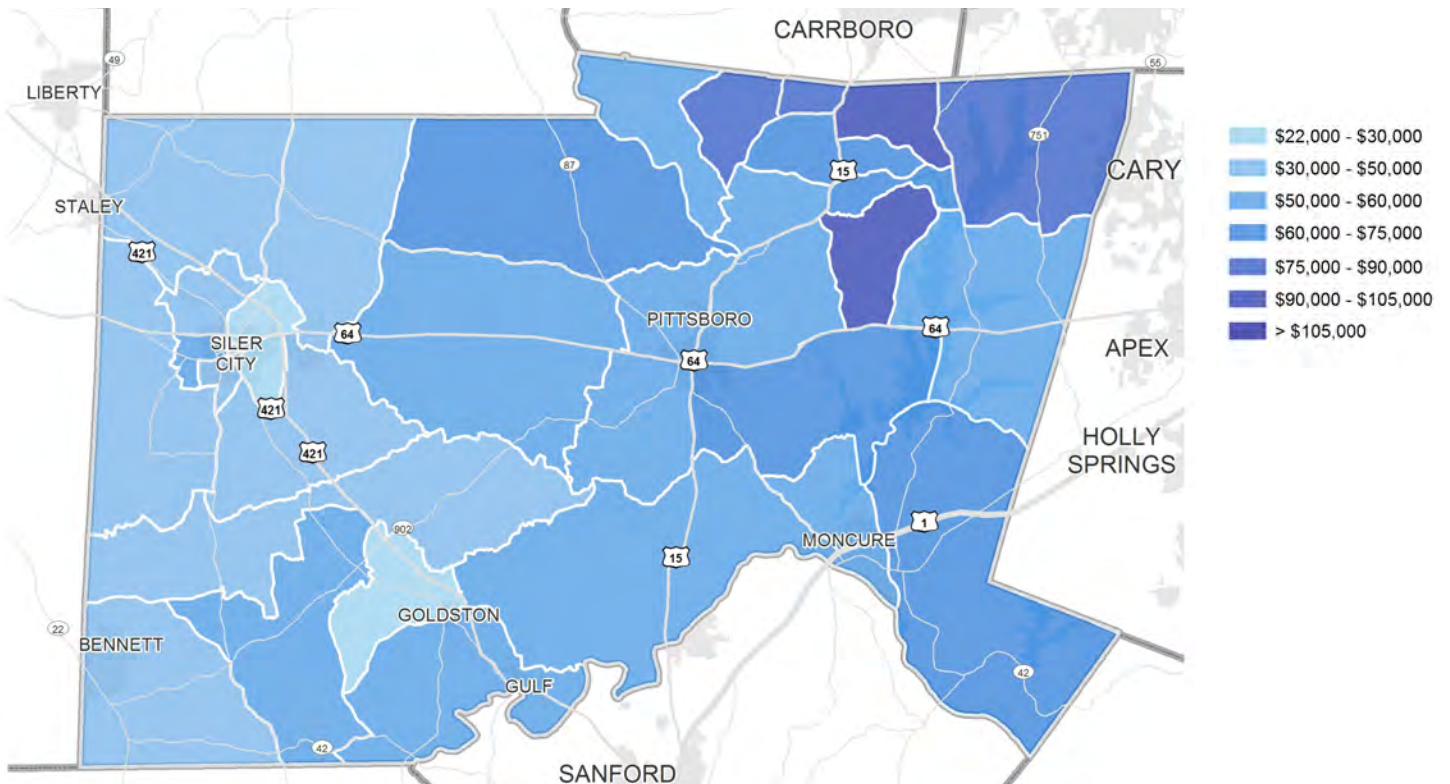 CARRBORO
49
55
LIBERTY
751
$22,000 - $30,000
87
15
CARY
$30,000 - $50,000
STALEY
$50,000 - $60,000
421
$60,000 - $75,000
$75,000 - $90,000
$90,000 - $105,000
PITTSBORO
64
64
> $105,000
SILER
CITY
64
APEX
421
421
HOLLY
SPRINGS
902
1
MONCURE
15
GOLDSTON
22
BENNETT
GULF
42
42
SANFORD